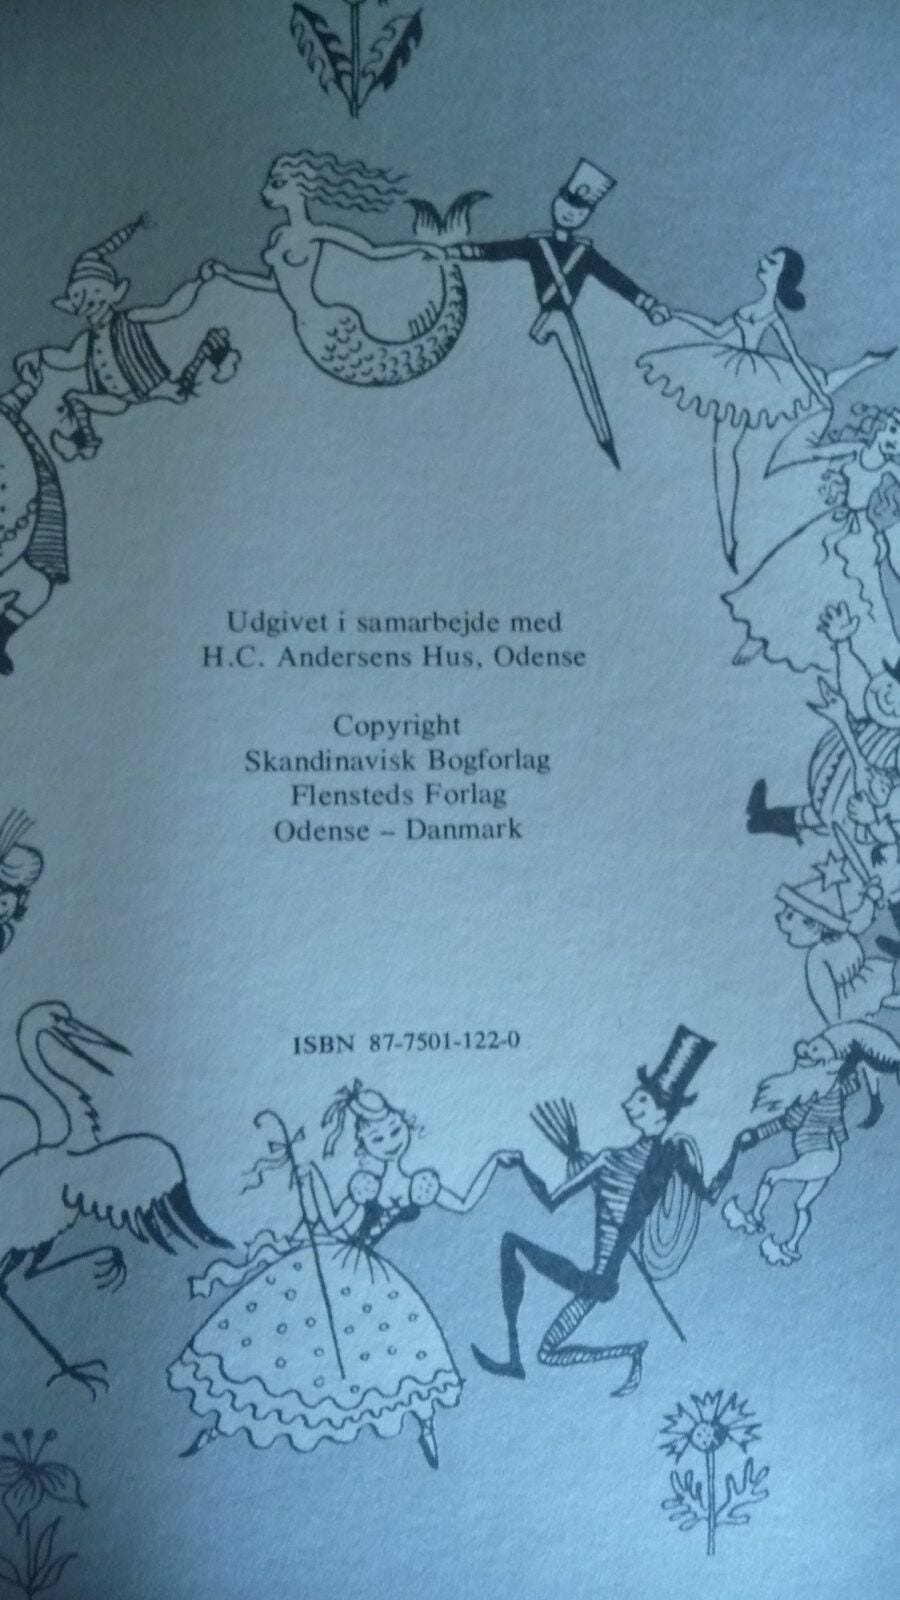 Udgivet i samarbejde med
H.C. Andersens Hus, Odense
Copyright
Skandinavisk Bogforlag
Flensteds Forlag
Odense – Danmark
ISBN 87-7501-122-0